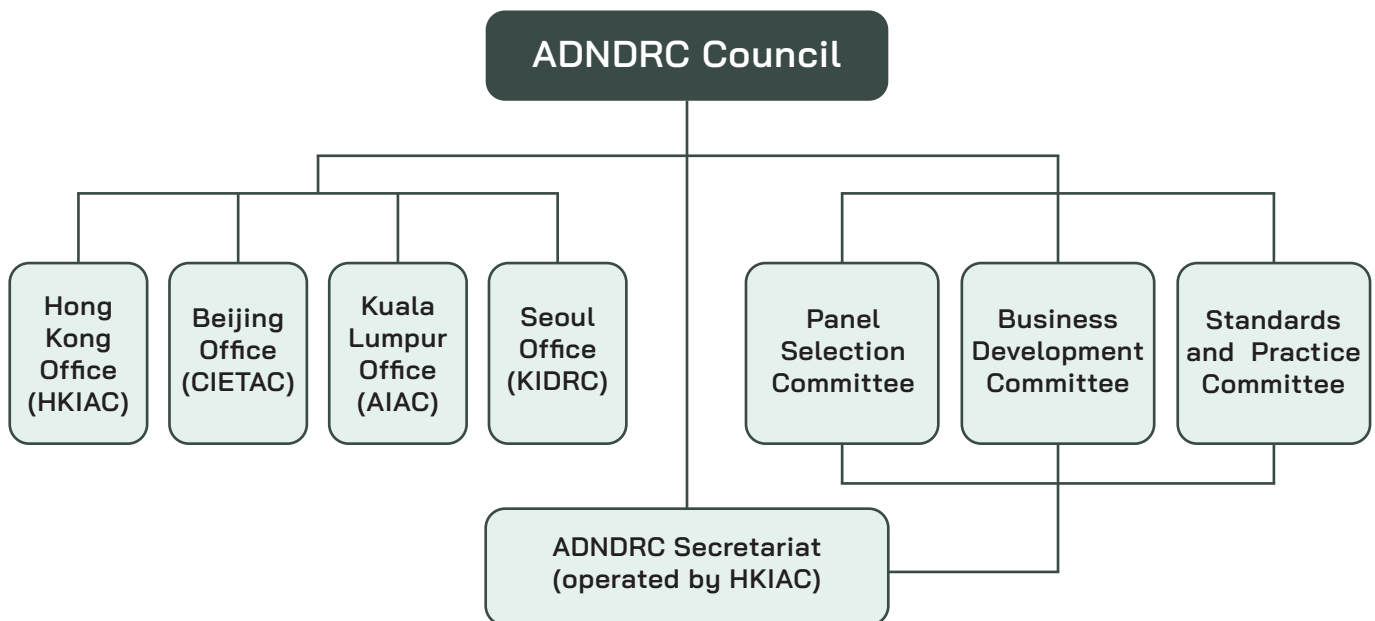 ADNDRC Council
Hong
Kong
Office
(HKIAC)
Beijing
Office
(CIETAC)
Kuala
Lumpur
Office
(AIAC)
Seoul
Office
(KIDRC)
Panel
Selection
Committee
Business
Development
Committee
Standards
and Practice
Committee
ADNDRC Secretariat
(operated by HKIAC)